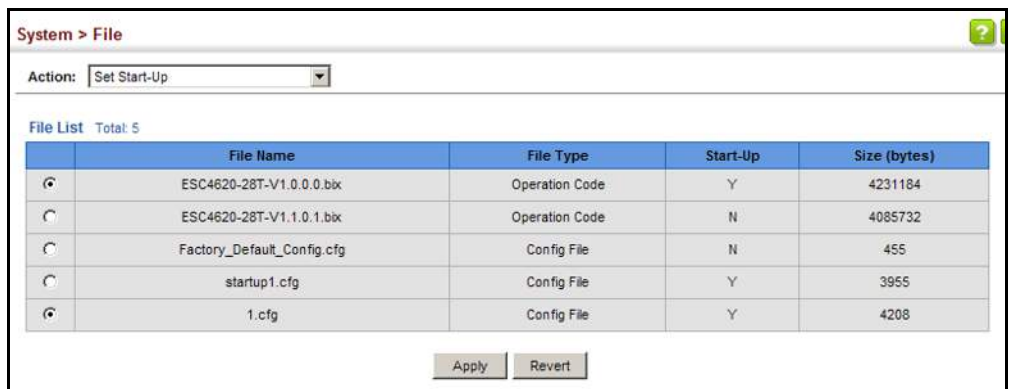 System > File
?
Action: Set Start-Up
File List Total: 5
File Name File Type Start-Up Size (bytes)
ESC4620-28T-V1.0.0.0.bix Operation Code Y 4231184
ESC4620-28T-V1.1.0.1.bix Operation Code N 4085732
Factory_Default_Config.cfg Config File N 455
startup1.cfg Config File Y 3955
1.cfg Config File Y 4208
Apply Revert